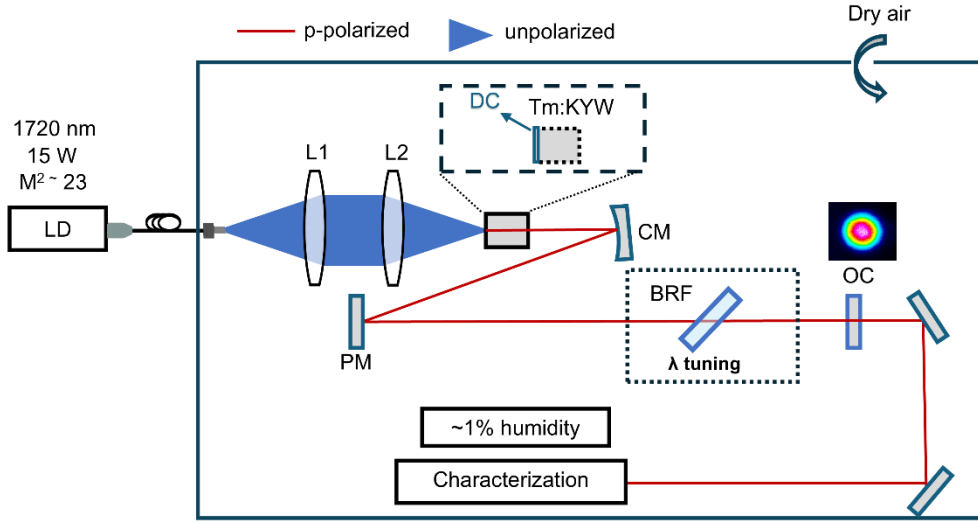 p-polarized
unpolarized
Dry air
1720 nm
15 W
M² ~ 23
LD
L1
L2
DC
Tm:KYW
CM
PM
BRF
λ tuning
OC
~1% humidity
Characterization